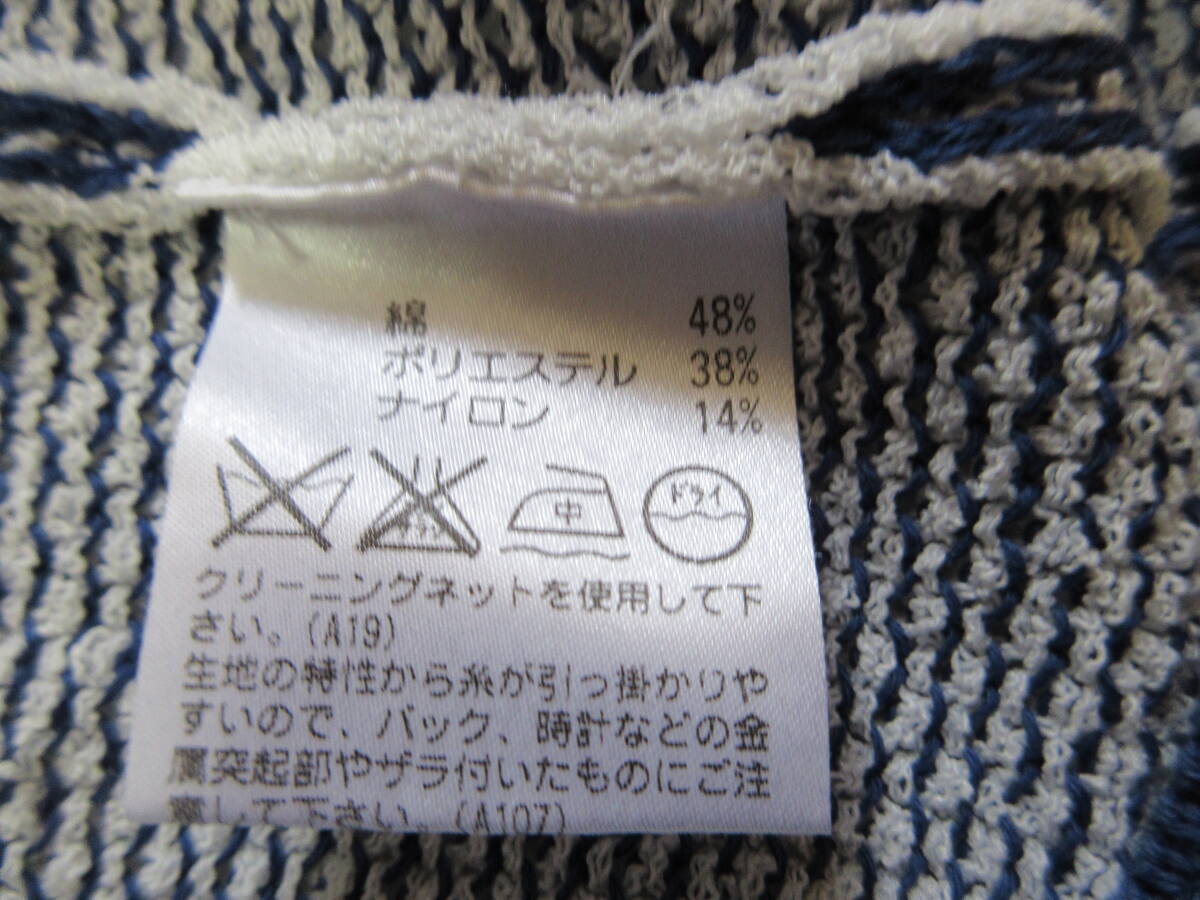 綿 48%
ポリエステル 38%
ナイロン 14%
中 ドライ
クリーニングネットを使用して下
さい。(A19)
生地の特性から糸が引っ掛かりや
すいので、バック、時計などの金
属突起部やザラ付いたものにご注
意して下さい。(A107)